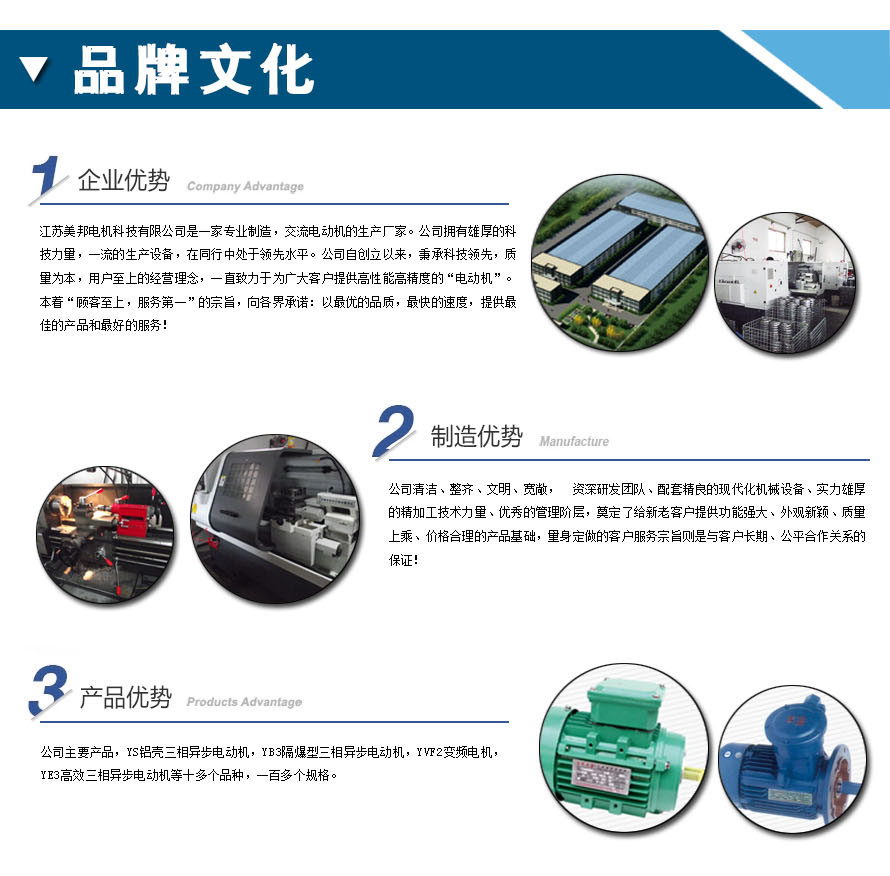 品牌文化
1 企业优势 Company Advantage
江苏美邦电机科技有限公司是一家专业制造，交流电动机的生产厂家。公司拥有雄厚的科
技力量，一流的生产设备，在同行中处于领先水平。公司自创立以来，秉承科技领先，质
量为本，用户至上的经营理念，一直致力于为广大客户提供高性能高精度的“电动机”。
本着“顾客至上，服务第一”的宗旨，向各界承诺：以最优的品质，最快的速度，提供最
佳的产品和最好的服务！
2 制造优势 Manufacture
公司清洁、整齐、文明、宽敞， 资深研发团队、配套精良的现代化机械设备、实力雄厚
的精加工技术力量、优秀的管理阶层，奠定了给新老客户提供功能强大、外观新颖、质量
上乘、价格合理的产品基础，量身定做的客户服务宗旨则是与客户长期、公平合作关系的
保证！
3 产品优势 Products Advantage
公司主要产品，YS铝壳三相异步电动机，YB3隔爆型三相异步电动机，YVF2变频电机，
YE3高效三相异步电动机等十多个品种，一百多个规格。